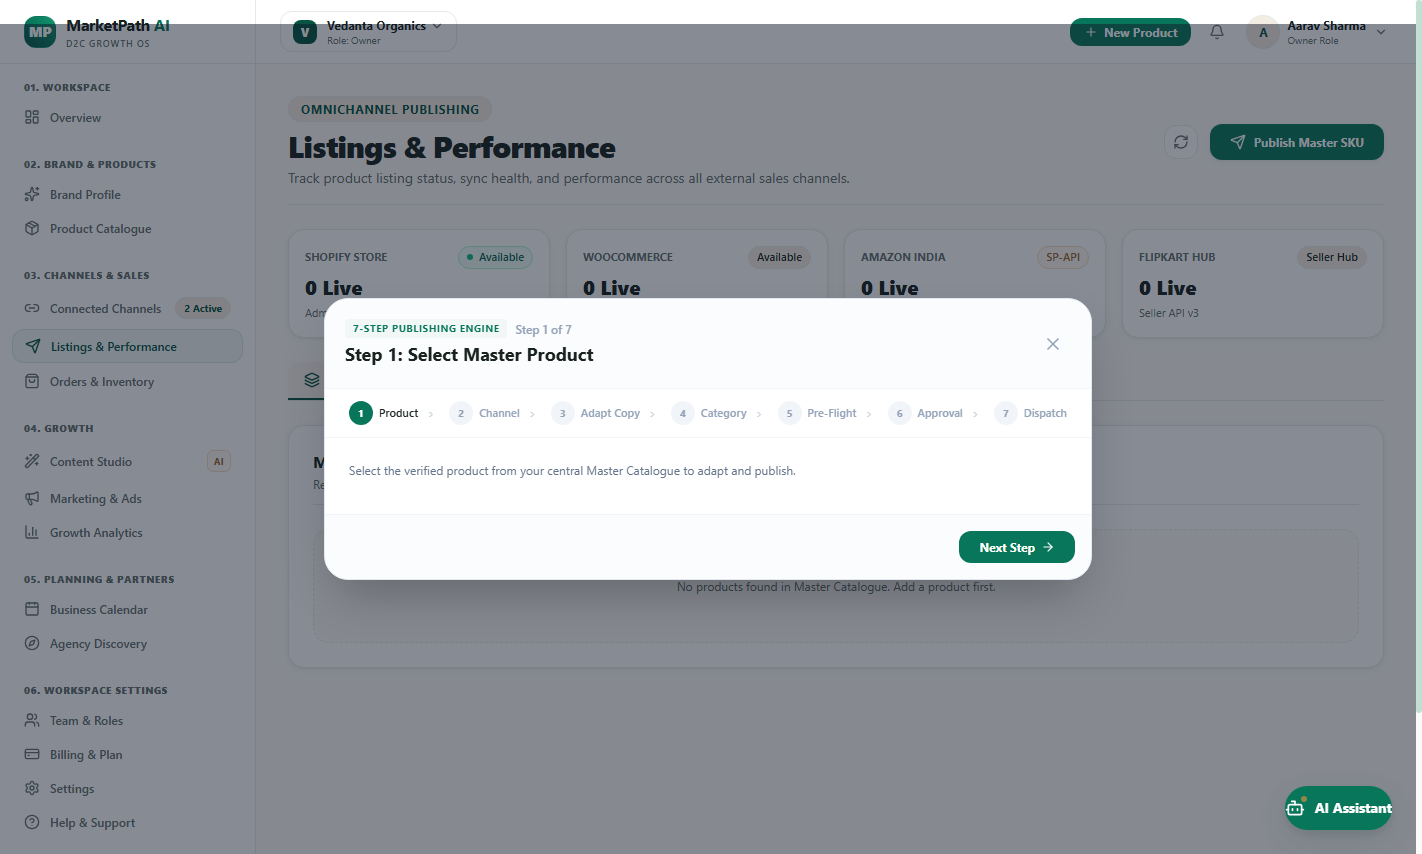 MP
MarketPath AI
D2C GROWTH OS
V
Vedanta Organics
Role: Owner
New Product
A
Aarav Sharma
Owner Role
01. WORKSPACE
Overview
02. BRAND & PRODUCTS
Brand Profile
Product Catalogue
03. CHANNELS & SALES
Connected Channels
2 Active
Listings & Performance
Orders & Inventory
04. GROWTH
Content Studio
AI
Marketing & Ads
Growth Analytics
05. PLANNING & PARTNERS
Business Calendar
Agency Discovery
06. WORKSPACE SETTINGS
Team & Roles
Billing & Plan
Settings
Help & Support
OMNICHANNEL PUBLISHING
Listings & Performance
Track product listing status, sync health, and performance across all external sales channels.
Publish Master SKU
SHOPIFY STORE
Available
0 Live
WOOCOMMERCE
Available
0 Live
AMAZON INDIA
SP-API
0 Live
FLIPKART HUB
Seller Hub
0 Live
Seller API v3
7-STEP PUBLISHING ENGINE
Step 1 of 7
Step 1: Select Master Product
1 Product
2 Channel
3 Adapt Copy
4 Category
5 Pre-Flight
6 Approval
7 Dispatch
Select the verified product from your central Master Catalogue to adapt and publish.
Next Step
No products found in Master Catalogue. Add a product first.
AI Assistant